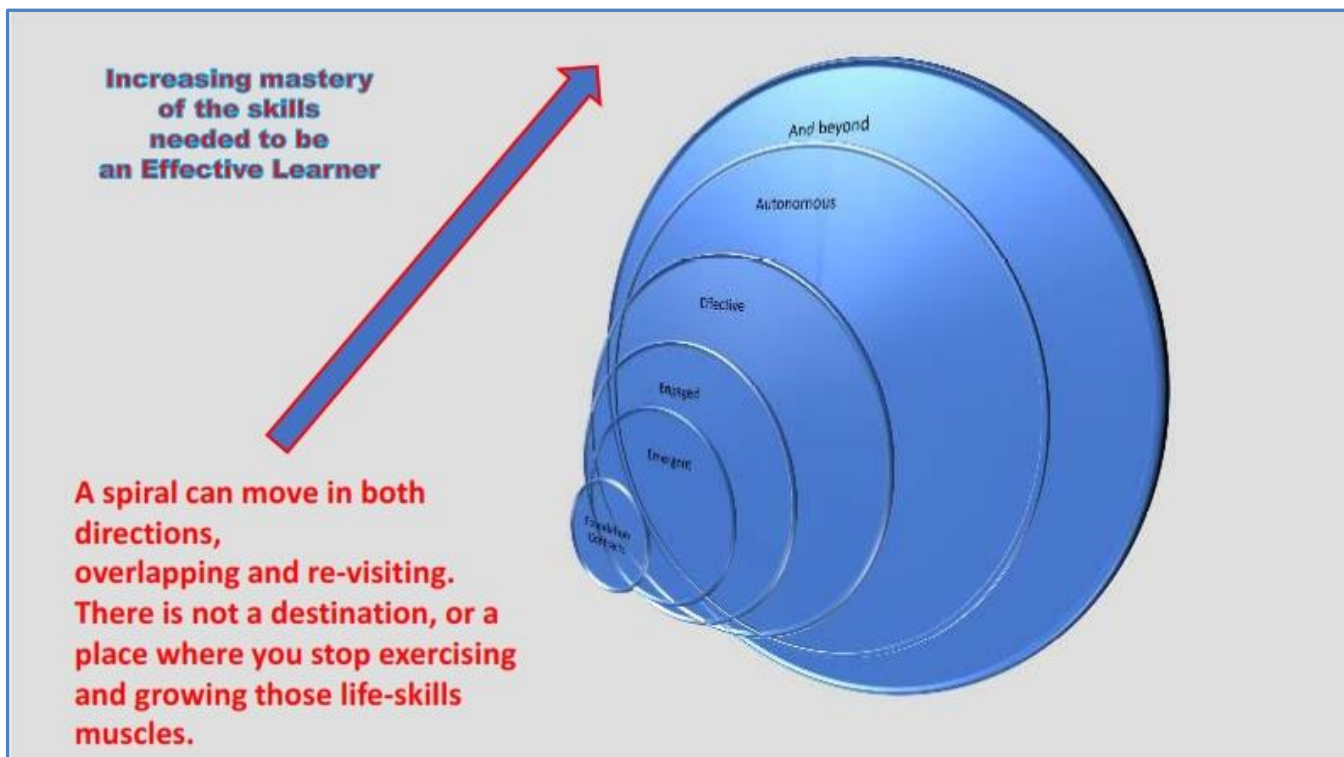 Increasing mastery
of the skills
needed to be
an Effective Learner
And beyond
Autonomous
Effective
Engaged
Emergent
Foundation
Contracts
A spiral can move in both
directions,
overlapping and re-visiting.
There is not a destination, or a
place where you stop exercising
and growing those life-skills
muscles.